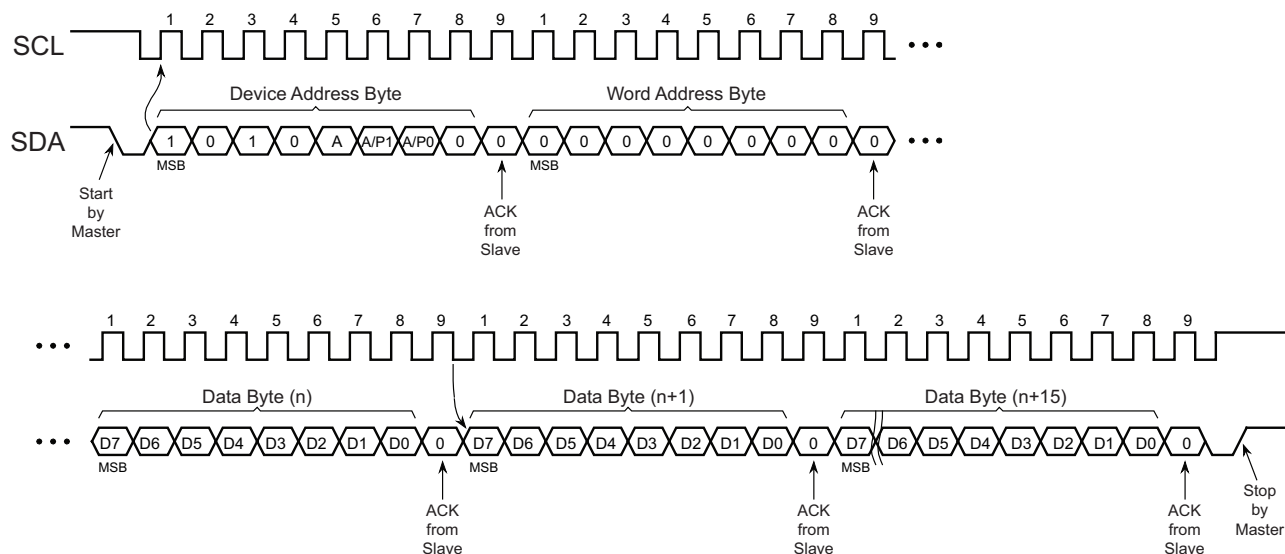 1 2 3 4 5 6 7 8 9 1 2 3 4 5 6 7 8 9
SCL
Device Address Byte Word Address Byte
SDA 1 0 1 0 A A/P1 A/P0 0 0 0 0 0 0 0 0 0 0 0
MSB MSB
Start
by
Master
ACK
from
Slave
ACK
from
Slave
1 2 3 4 5 6 7 8 9 1 2 3 4 5 6 7 8 9 1 2 3 4 5 6 7 8 9
Data Byte (n) Data Byte (n+1) Data Byte (n+15)
D7 D6 D5 D4 D3 D2 D1 D0 0 D7 D6 D5 D4 D3 D2 D1 D0 0 D7 D6 D5 D4 D3 D2 D1 D0 0
MSB MSB MSB
ACK
from
Slave
ACK
from
Slave
ACK
from
Slave
Stop
by
Master